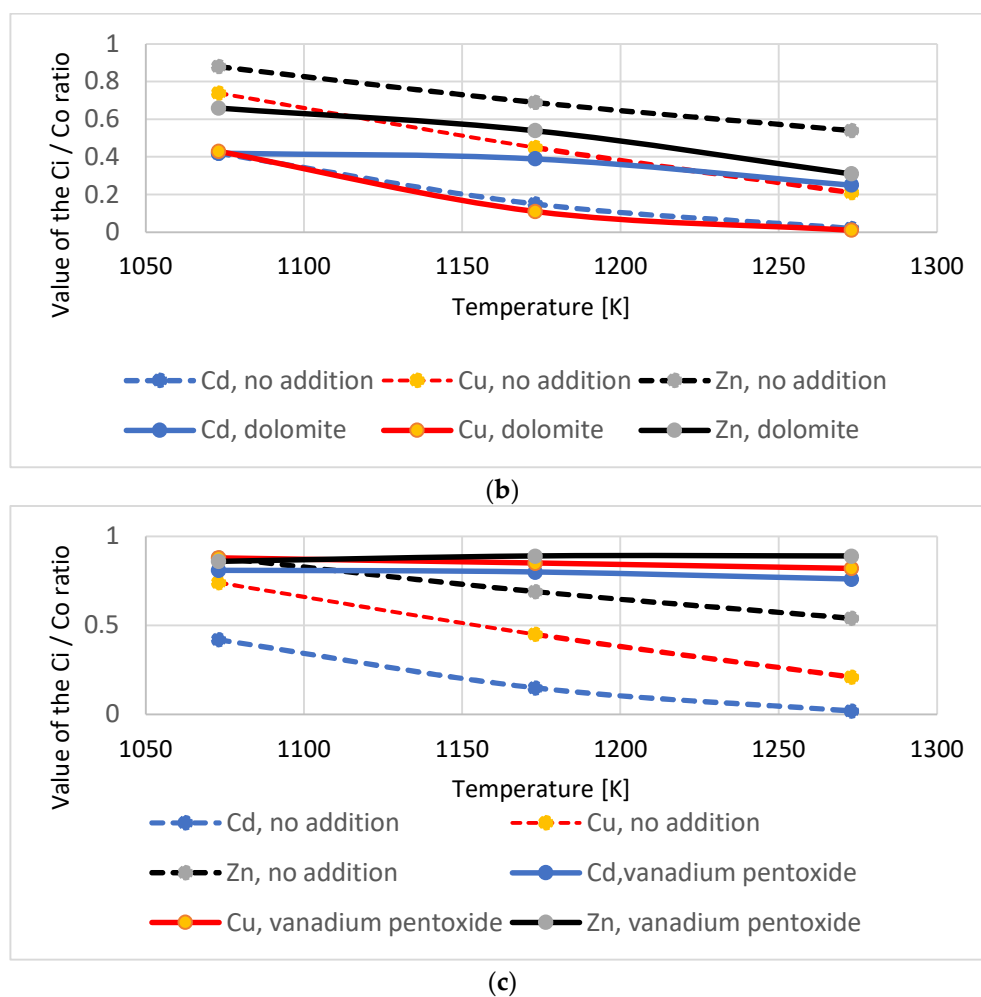 Value of the Ci / Co ratio
1
0.8
0.6
0.4
0.2
0
1050 1100 1150 1200 1250 1300
Temperature [K]
Cd, no addition Cu, no addition Zn, no addition
Cd, dolomite Cu, dolomite Zn, dolomite
(b)
Value of the Ci / Co ratio
1
0.5
0
1050 1100 1150 1200 1250 1300
Temperature [K]
Cd, no addition Cu, no addition
Zn, no addition Cd,vanadium pentoxide
Cu, vanadium pentoxide Zn, vanadium pentoxide
(c)